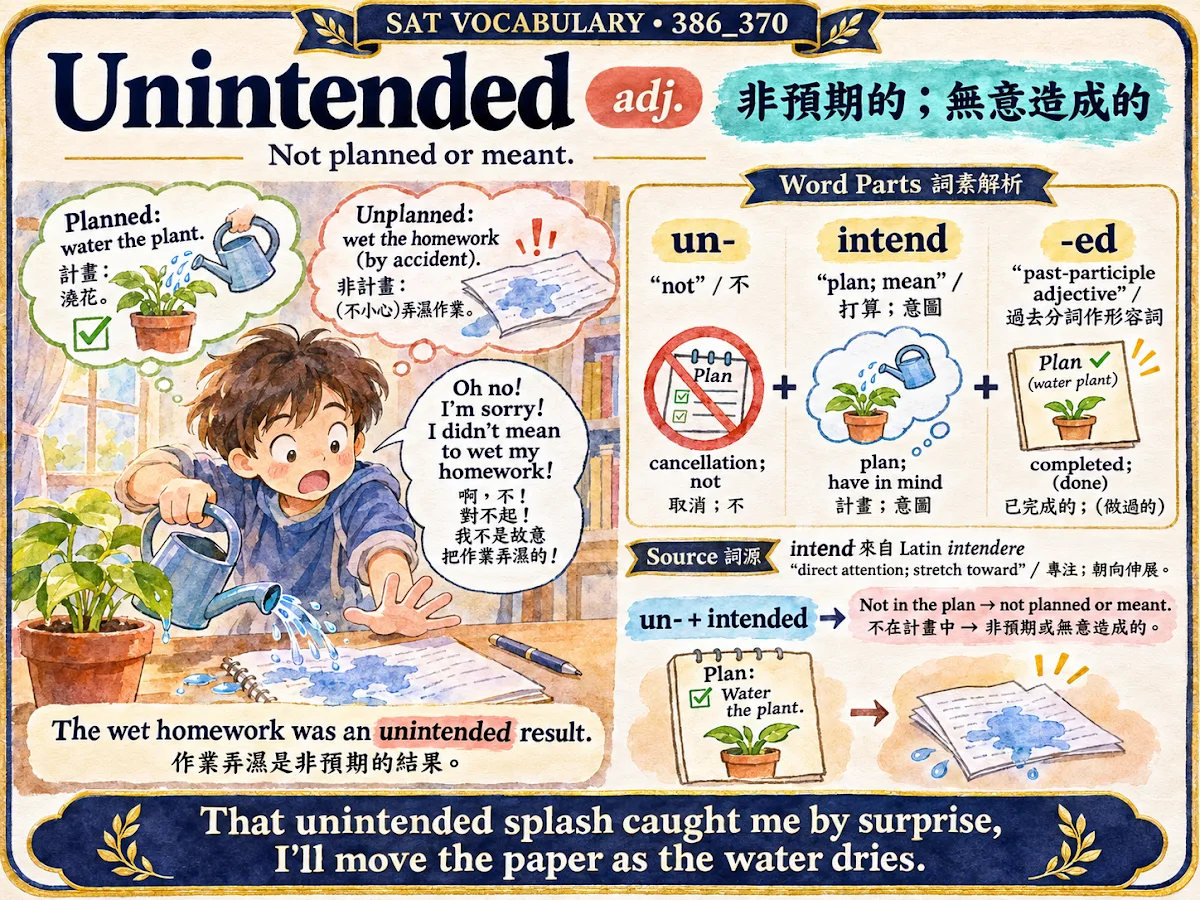 SAT VOCABULARY • 386_370
Unintended
adj.
非預期的；無意造成的
Not planned or meant.
Planned:
water the plant.
計畫：
澆花。
Unplanned:
wet the homework
(by accident).
非計畫：
(不小心)弄濕作業。
Oh no!
I'm sorry!
I didn't mean
to wet my
homework!
啊，不！
對不起！
我不是故意
把作業弄濕的！
The wet homework was an unintended result.
作業弄濕是非預期的結果。
Word Parts 詞素解析
un-
“not” / 不
Plan
cancellation;
not
取消；不
+
intend
“plan; mean” /
打算；意圖
plan;
have in mind
計畫；意圖
+
-ed
“past-participle
adjective” /
過去分詞作形容詞
Plan ✓
(water plant)
completed;
(done)
已完成的；(做過的)
Source 詞源
intend 來自 Latin intendere
“direct attention; stretch toward” / 專注；朝向伸展。
un- + intended →
Not in the plan → not planned or meant.
不在計畫中 → 非預期或無意造成的。
Plan:
Water
the plant.
That unintended splash caught me by surprise,
I'll move the paper as the water dries.